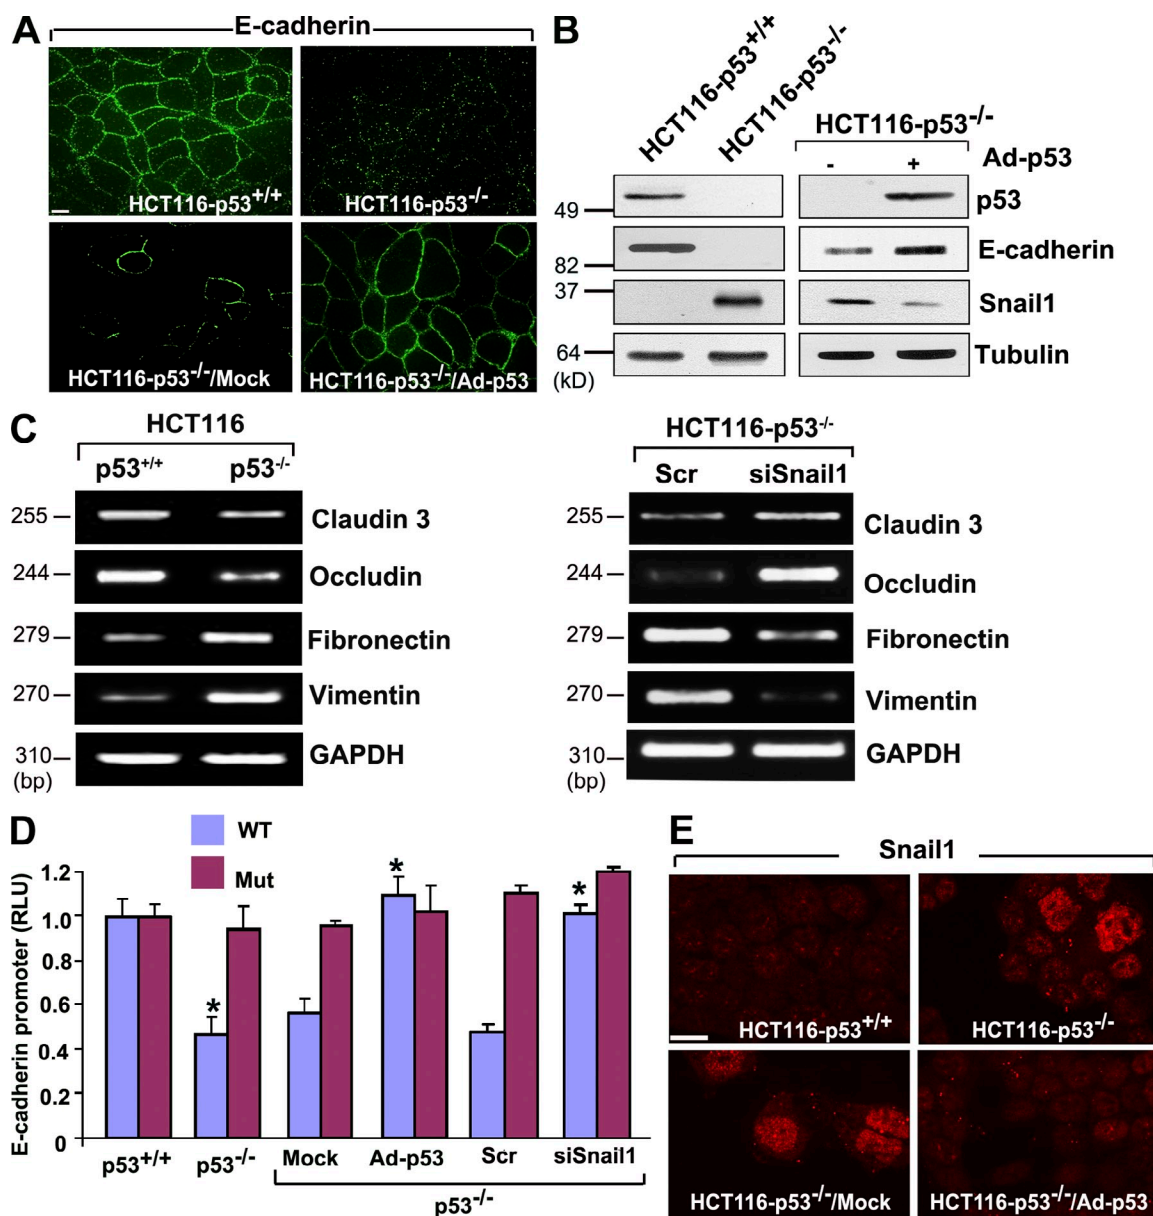 A
E-cadherin
HCT116-p53+/+
HCT116-p53-/-
HCT116-p53-/-/Mock
HCT116-p53-/-/Ad-p53
B
HCT116-p53+/+
HCT116-p53-/-
HCT116-p53-/-
- + Ad-p53
49 p53
82 E-cadherin
37 Snail1
64 Tubulin
(kD)
C
HCT116
p53+/+ p53-/-
255 Claudin 3
244 Occludin
279 Fibronectin
270 Vimentin
310 GAPDH
(bp)
HCT116-p53-/-
Scr siSnail1
255 Claudin 3
244 Occludin
279 Fibronectin
270 Vimentin
310 GAPDH
(bp)
D
WT
Mut
E-cadherin promoter (RLU)
1.2
1.0
0.8
0.6
0.4
0.2
0
* * *
p53+/+ p53-/- Mock Ad-p53 Scr siSnail1
p53-/-
E
Snail1
HCT116-p53+/+
HCT116-p53-/-
HCT116-p53-/-/Mock
HCT116-p53-/-/Ad-p53